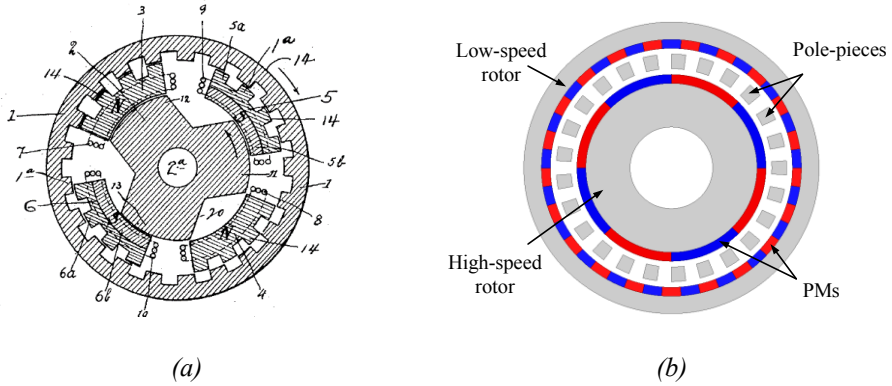 3
9
5a
2
1a
14
14
5
1
12
N
S
14
7
2a
5b
1a
11
1
13
6
8
20
S
N
14
6a
6b
4
10
(a)
Low-speed
rotor
Pole-pieces
High-speed
rotor
PMs
(b)